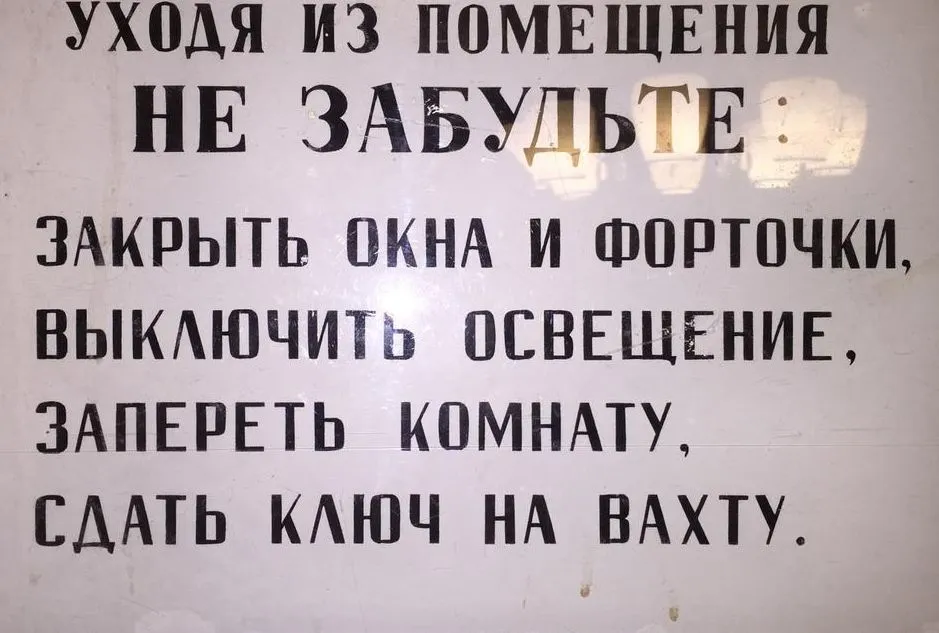 УХОДЯ ИЗ ПОМЕЩЕНИЯ
НЕ ЗАБУДЬТЕ:
ЗАКРЫТЬ ОКНА И ФОРТОЧКИ,
ВЫКЛЮЧИТЬ ОСВЕЩЕНИЕ,
ЗАПЕРЕТЬ КОМНАТУ,
СДАТЬ КЛЮЧ НА ВАХТУ.